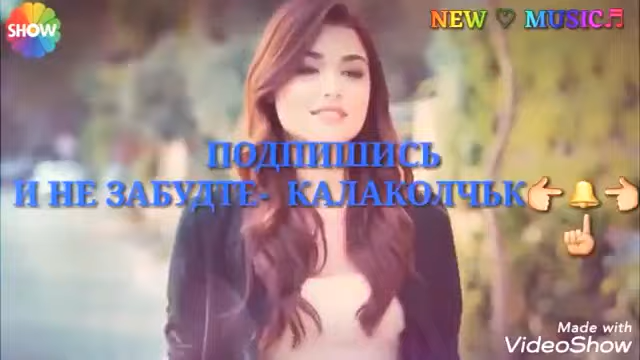 SHOW
NEW ♡ MUSIC♬
ПОДПИШИСЬ
И НЕ ЗАБУДТЕ- КАЛАКОЛЧЬК👉🔔👈
👆
Made with
VideoShow